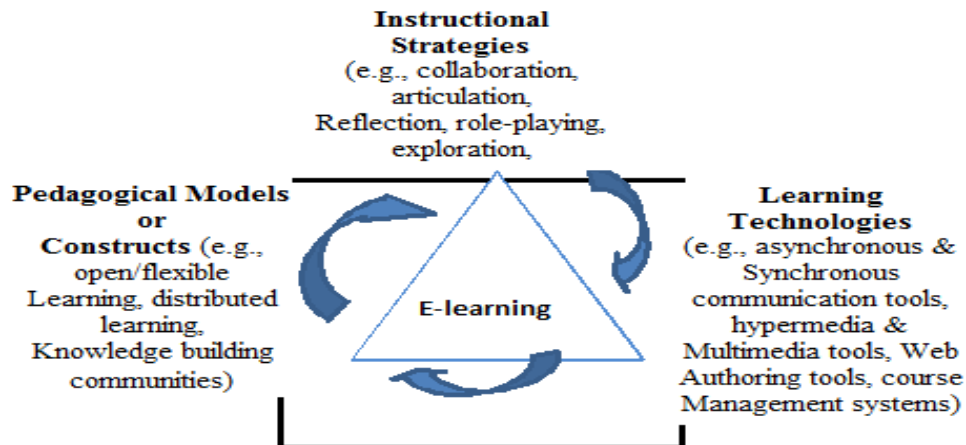 Instructional
Strategies
(e.g., collaboration,
articulation,
Reflection, role-playing,
exploration,
Pedagogical Models
or
Constructs (e.g.,
open/flexible
Learning, distributed
learning,
Knowledge building
communities)
E-learning
Learning
Technologies
(e.g., asynchronous &
Synchronous
communication tools,
hypermedia &
Multimedia tools, Web
Authoring tools, course
Management systems)